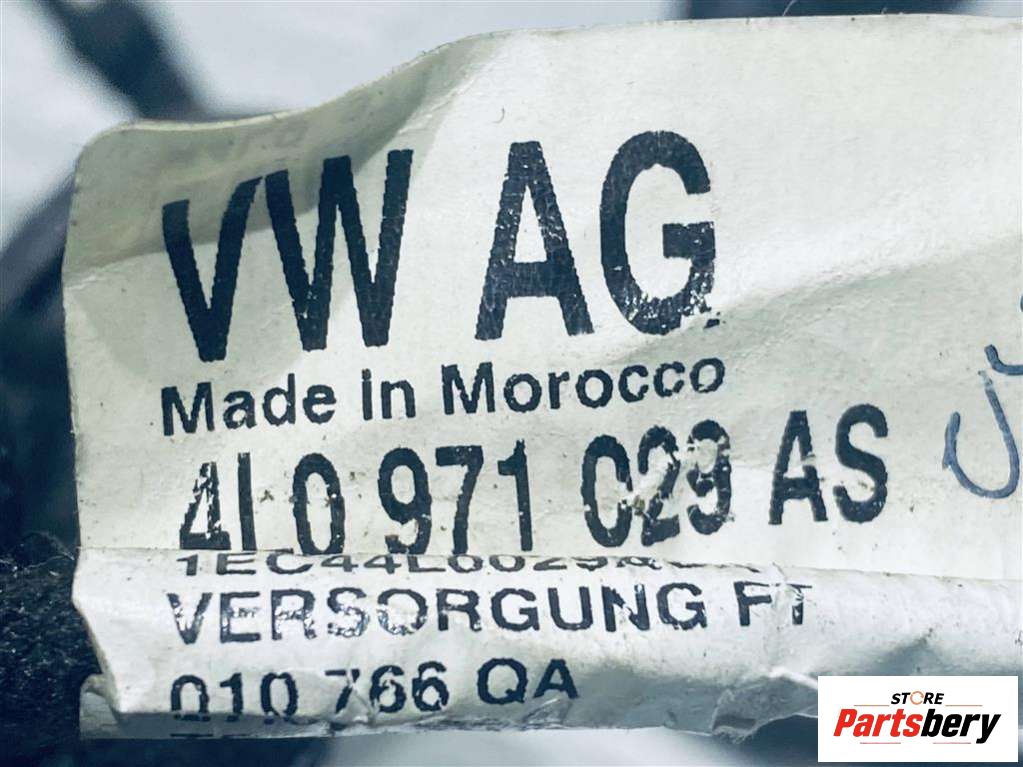 VW AG
Made in Morocco
4L0 971 029 AS
VERSORGUNG FT
010 766 QA
STORE
Partsbery